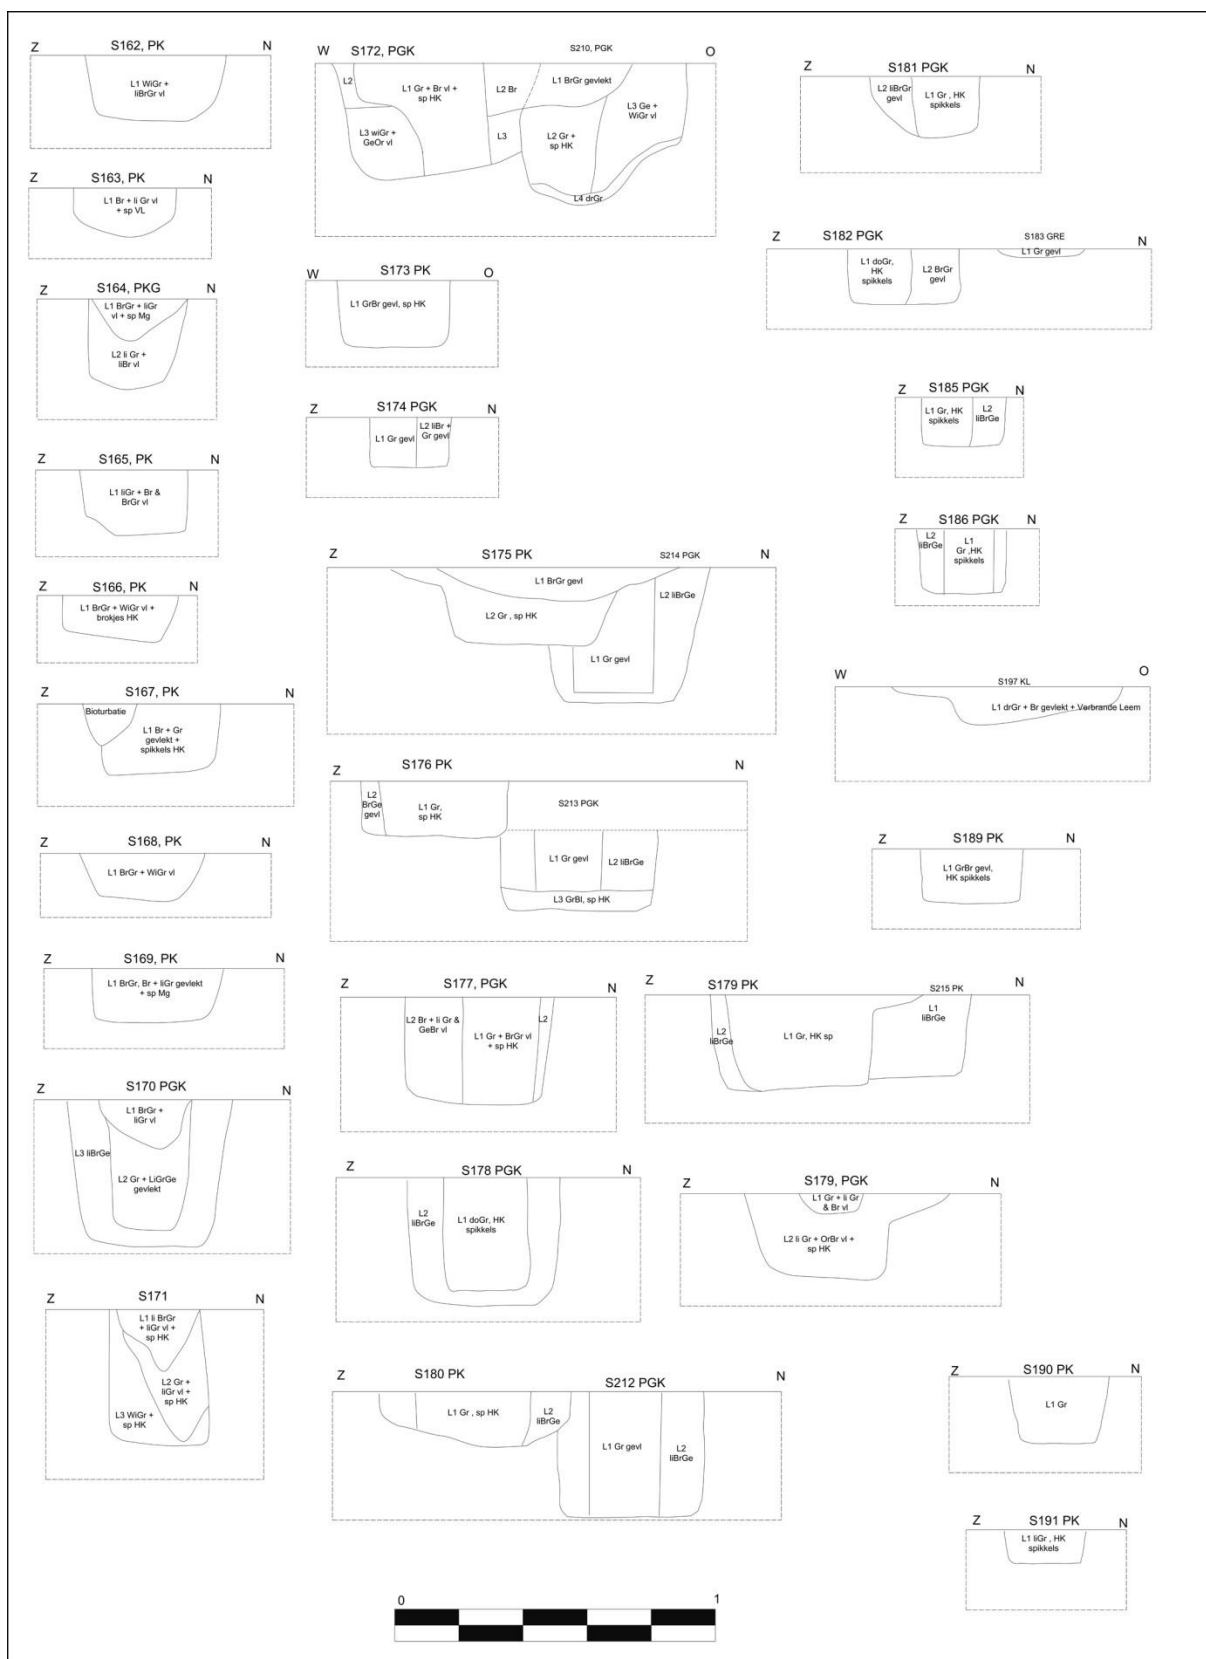 S162, PK
Z
N
L1 WiGr +
liBrGr vl
S163, PK
Z
N
L1 Br + li Gr vl
+ sp VL
S164, PKG
Z
N
L1 BrGr + liGr
vl + sp Mg
L2 li Gr +
liBr vl
S165, PK
Z
N
L1 liGr + Br &
BrGr vl
S166, PK
Z
N
L1 BrGr + WiGr vl +
brokjes HK
S167, PK
Z
N
Bioturbatie
L1 Br + Gr
gevlekt +
spikkels HK
S168, PK
Z
N
L1 BrGr + WiGr vl
S169, PK
Z
N
L1 BrGr, Br + liGr gevlekt
+ sp Mg
S170 PGK
Z
N
L1 BrGr +
liGr vl
L3 liBrGe
L2 Gr + LiGrGe
gevlekt
S171
Z
N
L1 li BrGr
+ liGr vl +
sp HK
L2 Gr +
liGr vl +
sp HK
L3 WiGr +
sp HK
W
S172, PGK
S210, PGK
O
L2
L1 Gr + Br vl +
sp HK
L2 Br
L1 BrGr gevlekt
L3 Ge +
WiGr vl
L3 wiGr +
GeOr vl
L3
L2 Gr +
sp HK
L4 drGr
S173 PK
W
O
L1 GrBr gevl, sp HK
S174 PGK
Z
N
L1 Gr gevl
L2 liBr +
Gr gevl
Z
S175 PK
S214 PGK
N
L1 BrGr gevl
L2 liBrGe
L2 Gr , sp HK
L1 Gr gevl
S176 PK
Z
N
L2
BrGe
gevl
L1 Gr,
sp HK
S213 PGK
L1 Gr gevl
L2 liBrGe
L3 GrBl, sp HK
S177, PGK
Z
N
L2 Br + li Gr &
GeBr vl
L1 Gr + BrGr vl
+ sp HK
L2
S178 PGK
Z
N
L2
liBrGe
L1 doGr, HK
spikkels
S180 PK
Z
S212 PGK
N
L1 Gr , sp HK
L2
liBrGe
L1 Gr gevl
L2
liBrGe
Z
S179 PK
S215 PK
N
L2
liBrGe
L1 Gr, HK sp
L1
liBrGe
S179, PGK
Z
N
L1 Gr + li Gr
& Br vl
L2 li Gr + OrBr vl +
sp HK
S181 PGK
Z
N
L2 liBrGr
gevl
L1 Gr , HK
spikkels
Z
S182 PGK
S183 GRE
N
L1 doGr,
HK
spikkels
L2 BrGr
gevl
L1 Gr gevl
S185 PGK
Z
N
L1 Gr, HK
spikkels
L2
liBrGe
S186 PGK
Z
N
L2
liBrGe
L1
Gr ,HK
spikkels
W
S197 KL
O
L1 drGr + Br gevlekt + Verbrande Leem
S189 PK
Z
N
L1 GrBr gevl,
HK spikkels
S190 PK
Z
N
L1 Gr
S191 PK
Z
N
L1 liGr , HK
spikkels
0
1